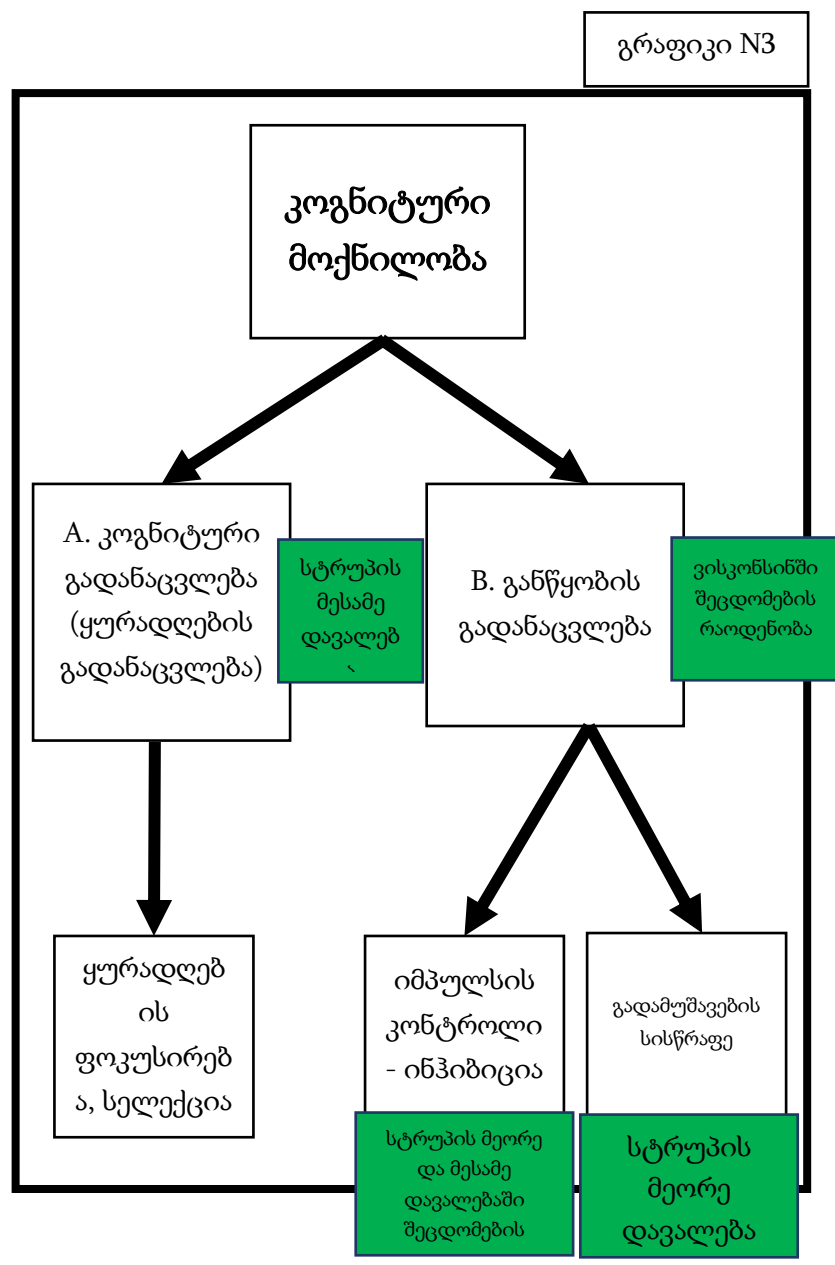 გრაფიკი N3
კოგნიტური
მოქნილობა
A. კოგნიტური
გადანაცვლება
(ყურადღების
გადანაცვლება)
სტრუპის
მესამე
დავალებ
B. განწყობის
გადანაცვლება
ვისკონსინში
შეცდომების
რაოდენობა
ყურადღებ
ის
ფოკუსირებ
ა, სელექცია
იმპულსის
კონტროლი
- ინჰიბიცია
სტრუპის მეორე
და მესამე
დავალებაში
შეცდომების
გადამუშავების
სისწრაფე
სტრუპის
მეორე
დავალება